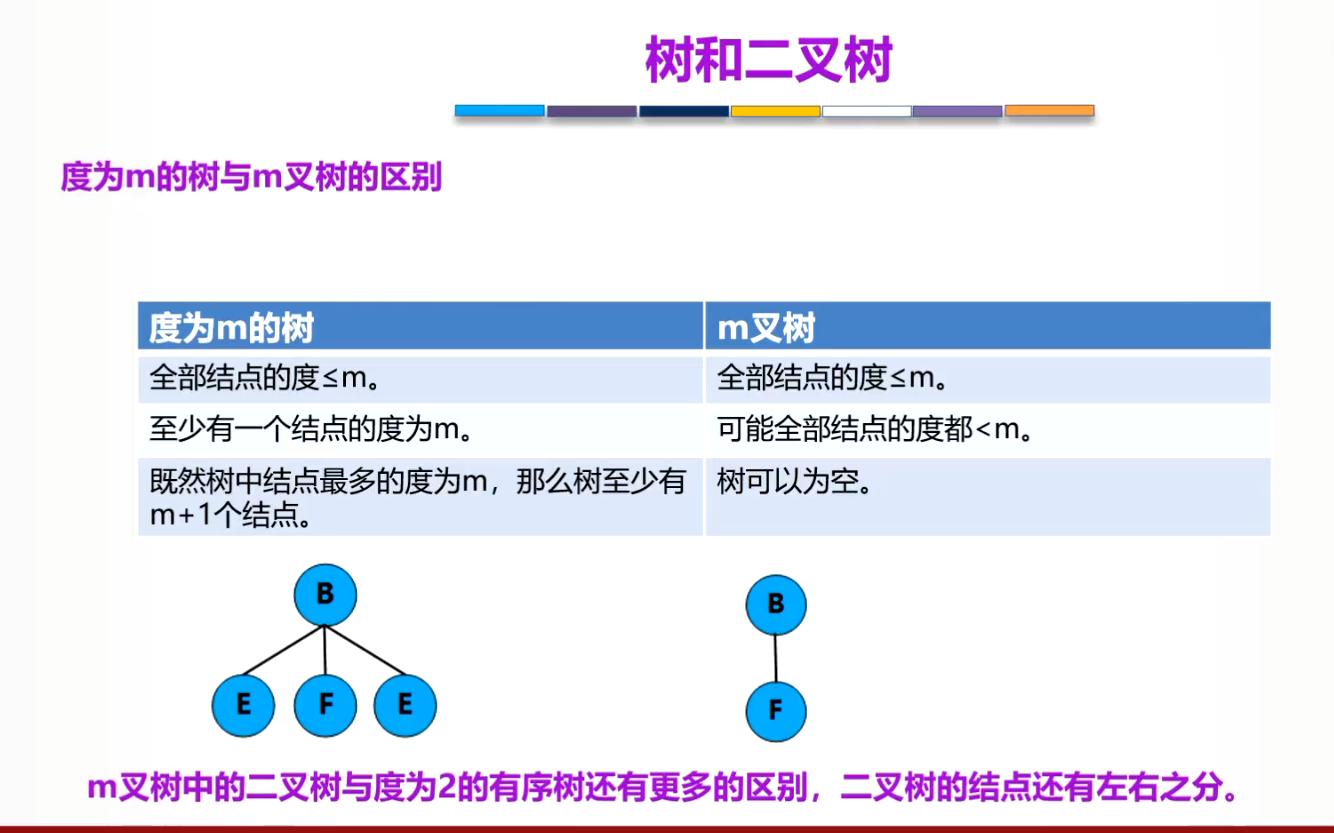 树和二叉树
度为m的树与m叉树的区别
度为m的树
m叉树
全部结点的度≤m。
全部结点的度≤m。
至少有一个结点的度为m。
可能全部结点的度都<m。
既然树中结点最多的度为m，那么树至少有
m+1个结点。
树可以为空。
B
E
F
E
B
F
m叉树中的二叉树与度为2的有序树还有更多的区别，二叉树的结点还有左右之分。